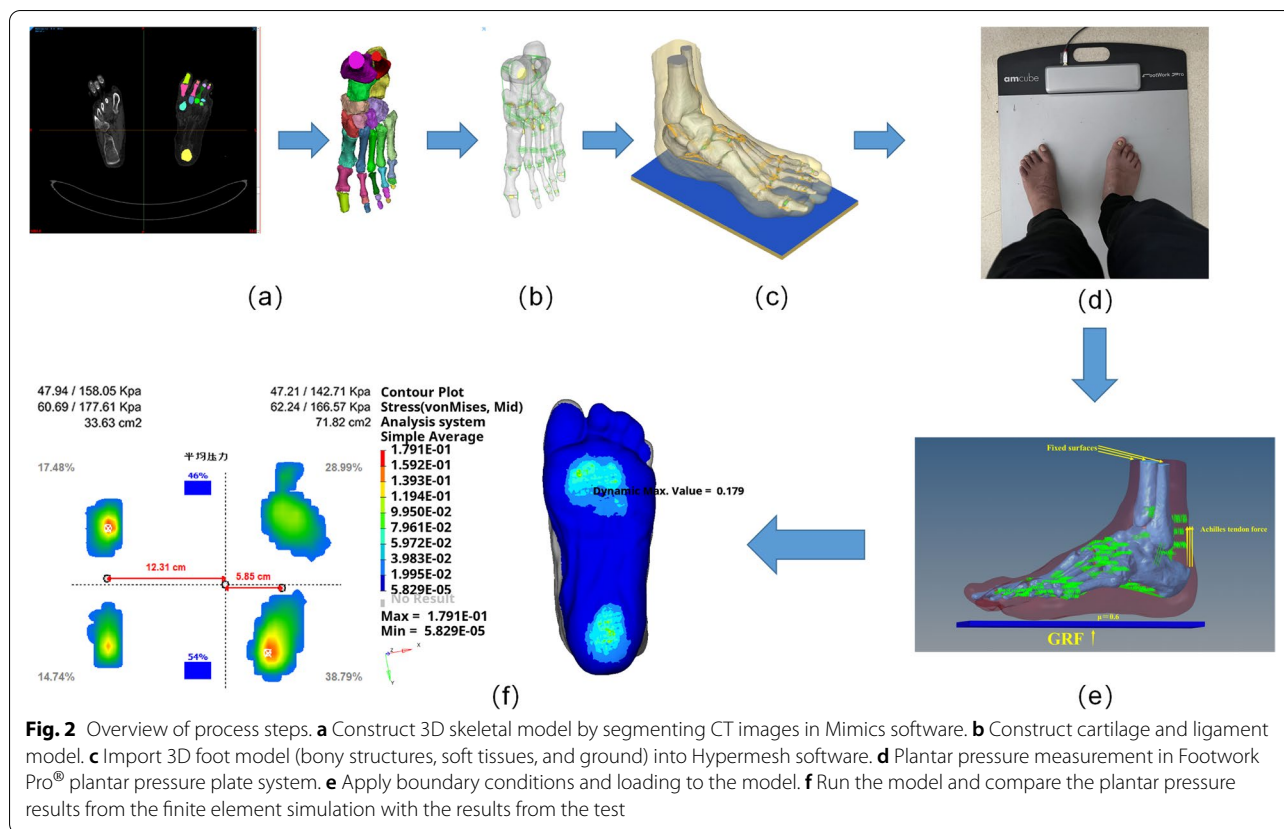 amcube
FootWork Pro
(a)
(b)
(c)
(d)
47.94 / 158.05 Kpa
60.69 / 177.61 Kpa
33.63 cm2
47.21 / 142.71 Kpa
62.24 / 166.57 Kpa
71.82 cm2
平均压力
17.48%
46%
28.99%
12.31 cm
5.85 cm
14.74%
54%
38.79%
Contour Plot
Stress(vonMises, Mid)
Analysis system
Simple Average
1.791E-01
1.592E-01
1.393E-01
1.194E-01
9.950E-02
7.961E-02
5.972E-02
3.983E-02
1.995E-02
5.829E-05
No Result
Max = 1.791E-01
Min = 5.829E-05
Z
X
Y
Dynamic Max. Value = 0.179
(f)
Fixed surfaces
Achilles tendon force
μ=0.6
GRF
(e)
Fig. 2 Overview of process steps. a Construct 3D skeletal model by segmenting CT images in Mimics software. b Construct cartilage and ligament
model. c Import 3D foot model (bony structures, soft tissues, and ground) into Hypermesh software. d Plantar pressure measurement in Footwork
Pro® plantar pressure plate system. e Apply boundary conditions and loading to the model. f Run the model and compare the plantar pressure
results from the finite element simulation with the results from the test